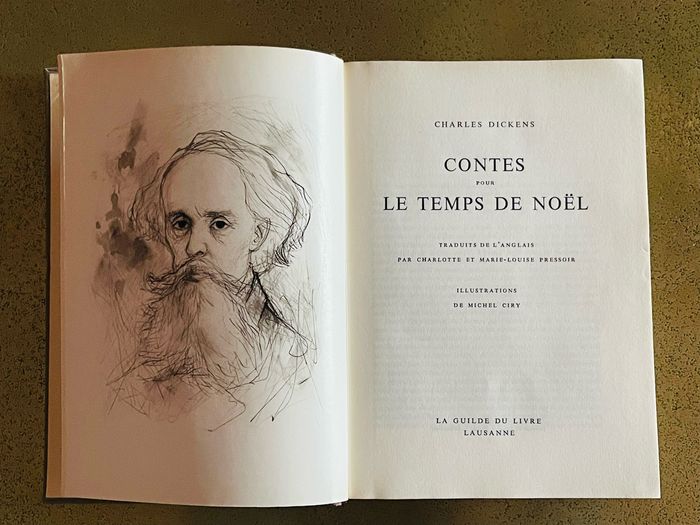 CHARLES DICKENS
CONTES
POUR
LE TEMPS DE NOËL
TRADUITS DE L'ANGLAIS
PAR CHARLOTTE ET MARIE-LOUISE PRESSOIR
ILLUSTRATIONS
DE MICHEL CIRY
LA GUILDE DU LIVRE
LAUSANNE